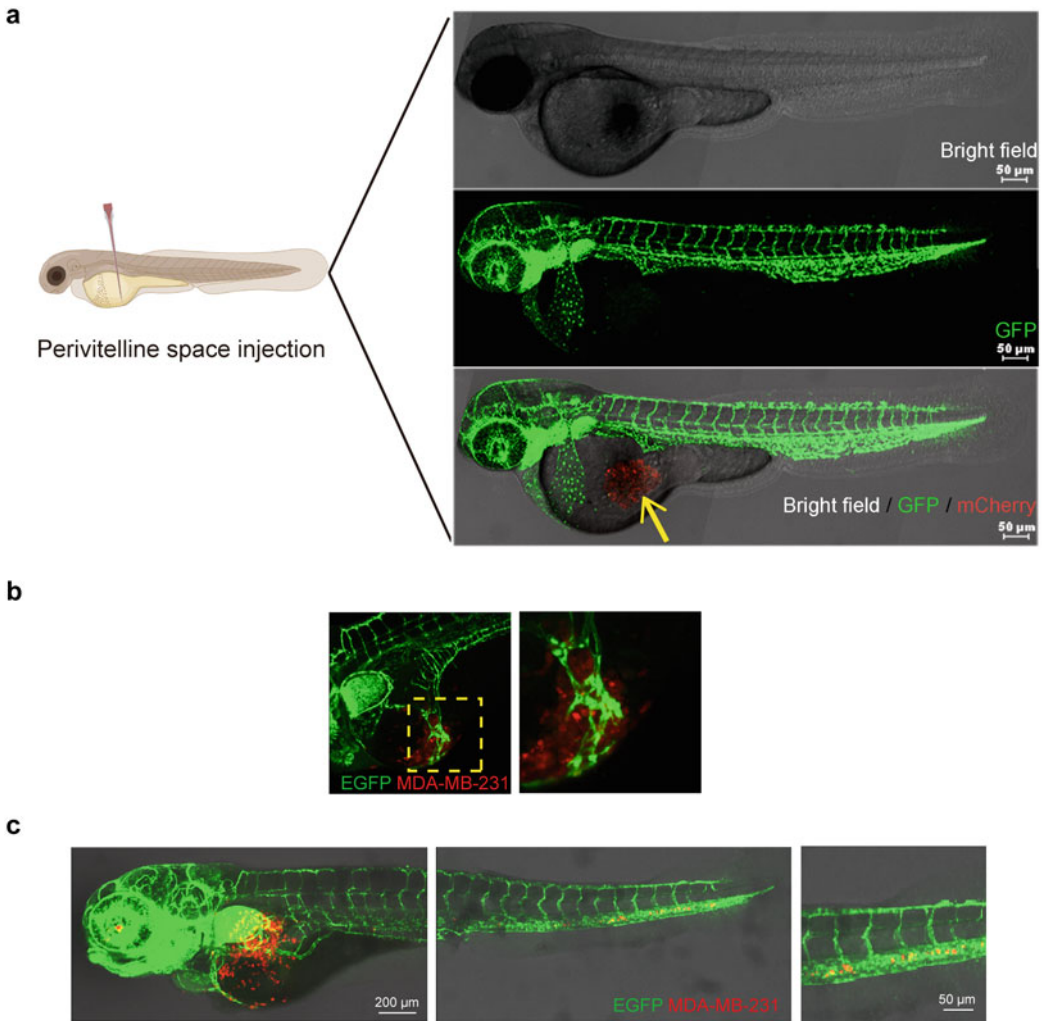 a
Perivitelline space injection
Bright field
50 µm
GFP
50 µm
Bright field / GFP / mCherry
50 µm
b
EGFP MDA-MB-231
c
200 µm
EGFP MDA-MB-231
50 µm